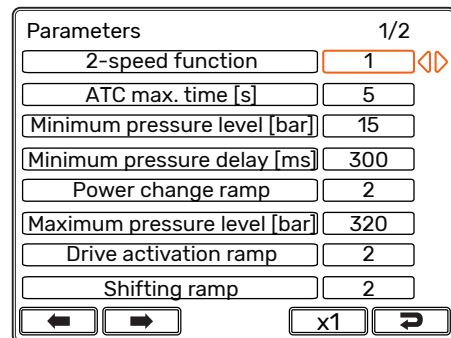 Parameters 1/2
2-speed function 1
ATC max. time [s] 5
Minimum pressure level [bar] 15
Minimum pressure delay [ms] 300
Power change ramp 2
Maximum pressure level [bar] 320
Drive activation ramp 2
Shifting ramp 2
x1